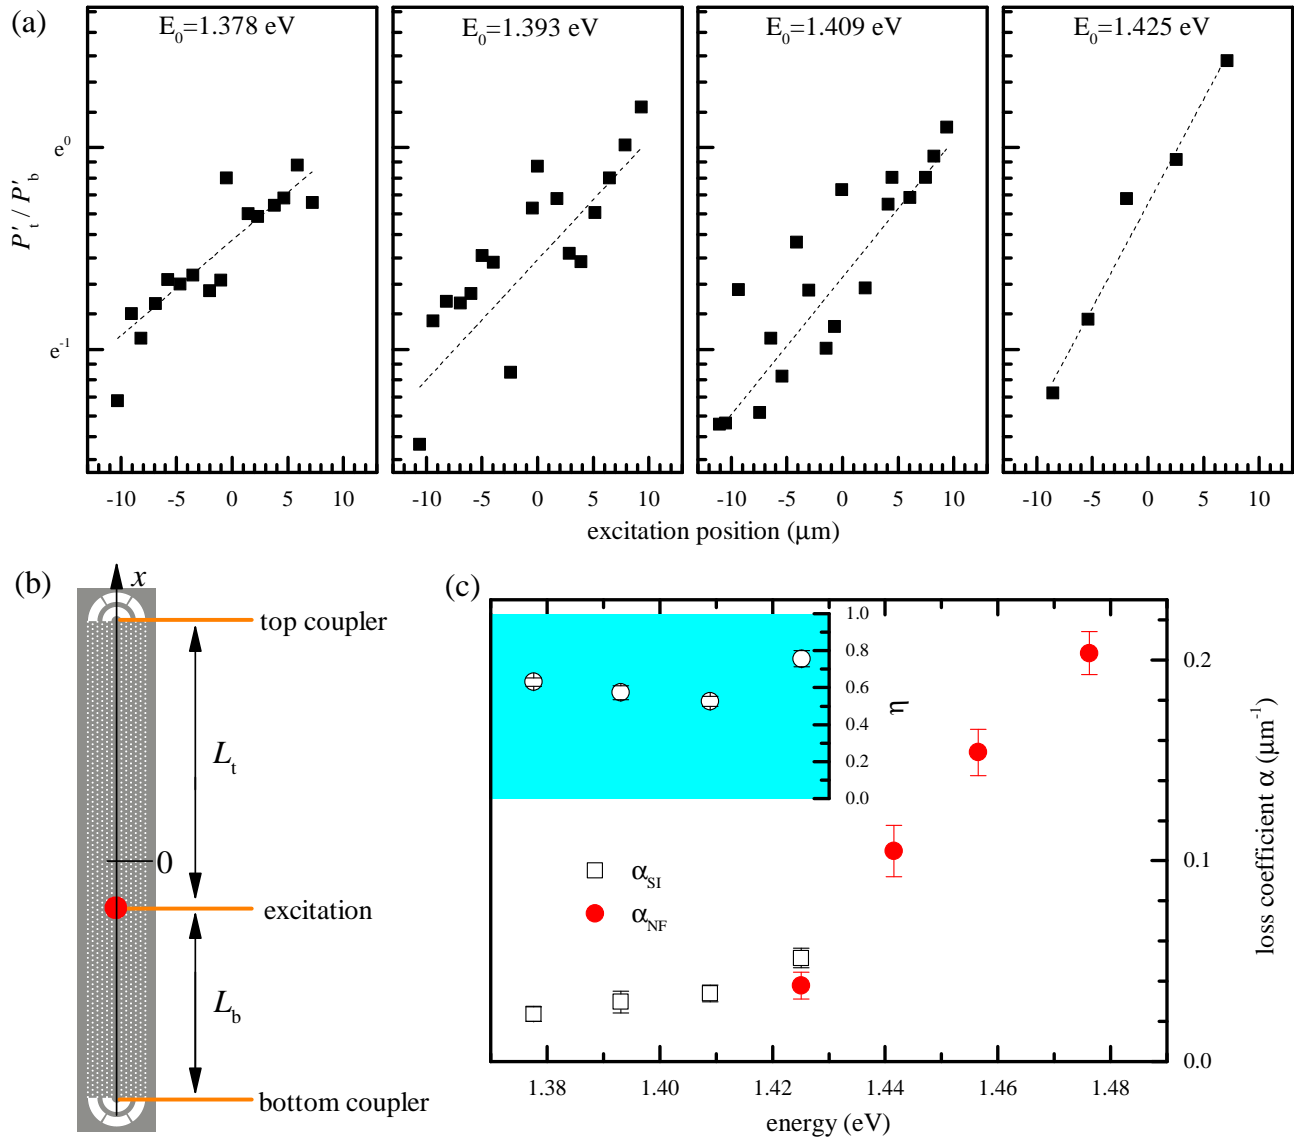 (a)
E₀=1.378 eV
E₀=1.393 eV
E₀=1.409 eV
E₀=1.425 eV
P′ₜ / P′_b
e⁰
e⁻¹
-10 -5 0 5 10
-10 -5 0 5 10
-10 -5 0 5 10
-10 -5 0 5 10
excitation position (μm)
(b)
x
top coupler
Lₜ
0
excitation
L_b
bottom coupler
(c)
1.0
0.8
0.6
0.4
0.2
0.0
η
α_SI
α_NF
0.2
0.1
0.0
loss coefficient α (μm⁻¹)
1.38 1.40 1.42 1.44 1.46 1.48
energy (eV)